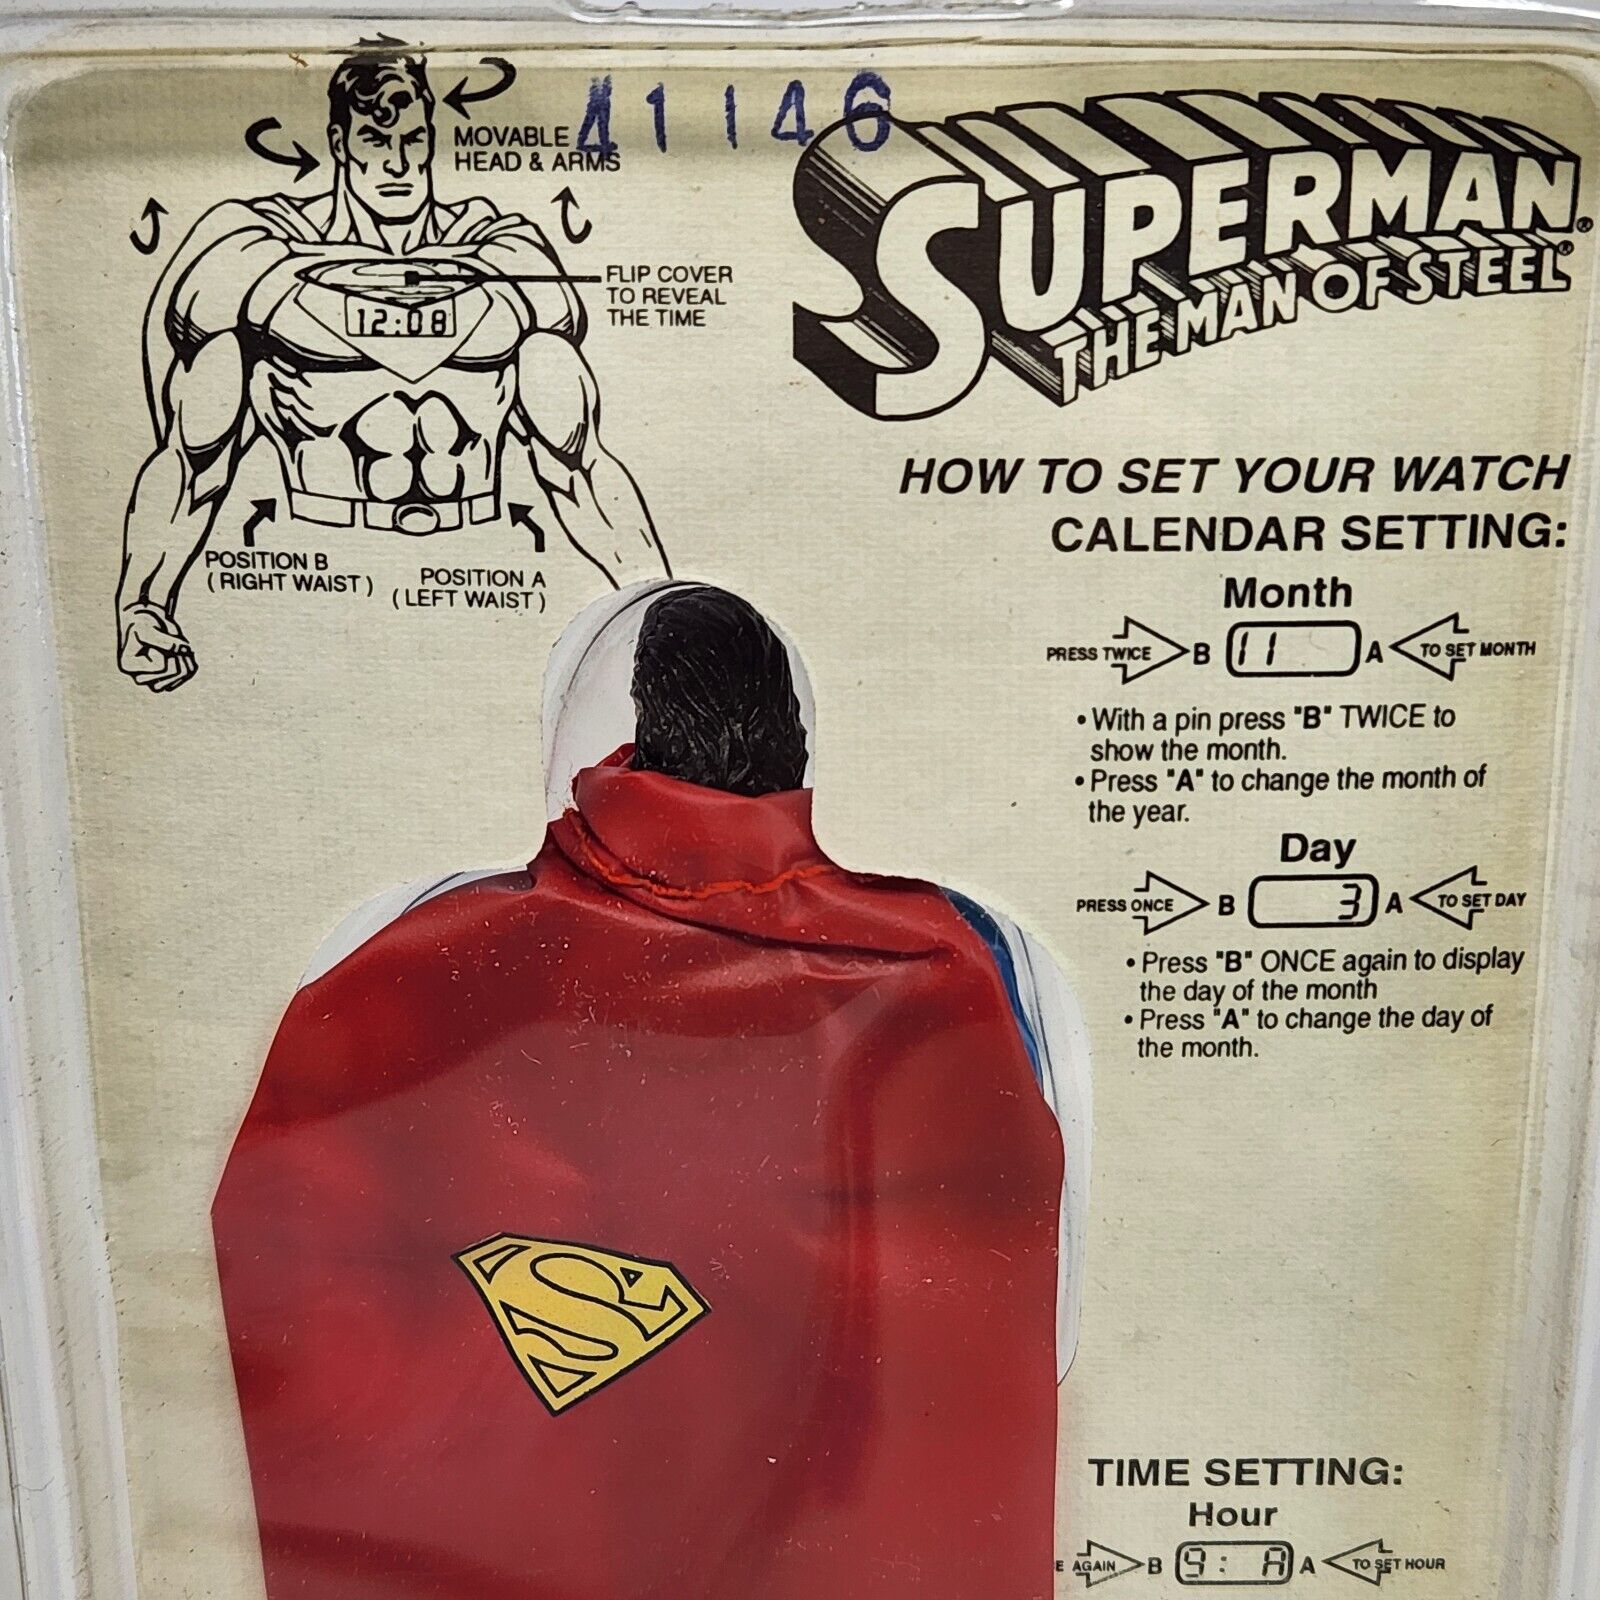 41146
MOVABLE
HEAD & ARMS
FLIP COVER
TO REVEAL
THE TIME
12:08
POSITION B
(RIGHT WAIST)
POSITION A
(LEFT WAIST)
SUPERMAN®
THE MAN OF STEEL®
HOW TO SET YOUR WATCH
CALENDAR SETTING:
Month
PRESS TWICE B 11 A TO SET MONTH
• With a pin press "B" TWICE to
show the month.
• Press "A" to change the month of
the year.
Day
PRESS ONCE B 3 A TO SET DAY
• Press "B" ONCE again to display
the day of the month
• Press "A" to change the day of
the month.
S
TIME SETTING:
Hour
AGAIN B 9: A A TO SET HOUR